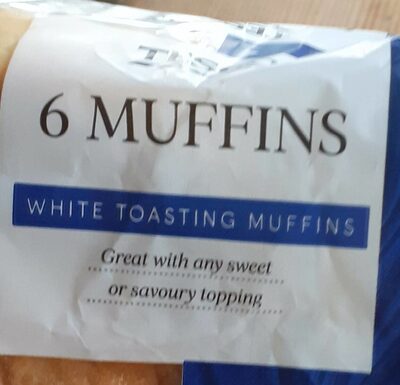 6 MUFFINS
WHITE TOASTING MUFFINS
Great with any sweet
or savoury topping